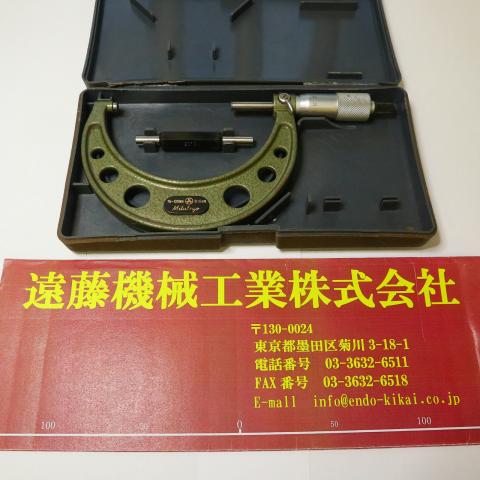 Mitutoyo
遠藤機械工業株式会社
〒130-0024
東京都墨田区菊川 3-18-1
電話番号 03-3632-6511
FAX 番号 03-3632-6518
E-mail info@endo-kikai.co.jp
100 50 0 50 100